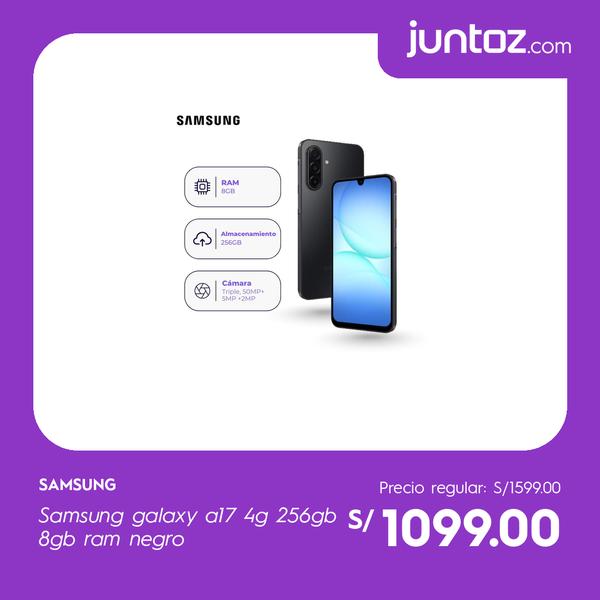 juntoz.com
SAMSUNG
RAM
8GB
Almacenamiento
256GB
Cámara
Triple, 50MP+
5MP +2MP
SAMSUNG
Samsung galaxy a17 4g 256gb
8gb ram negro
Precio regular: S/1599.00
S/ 1099.00